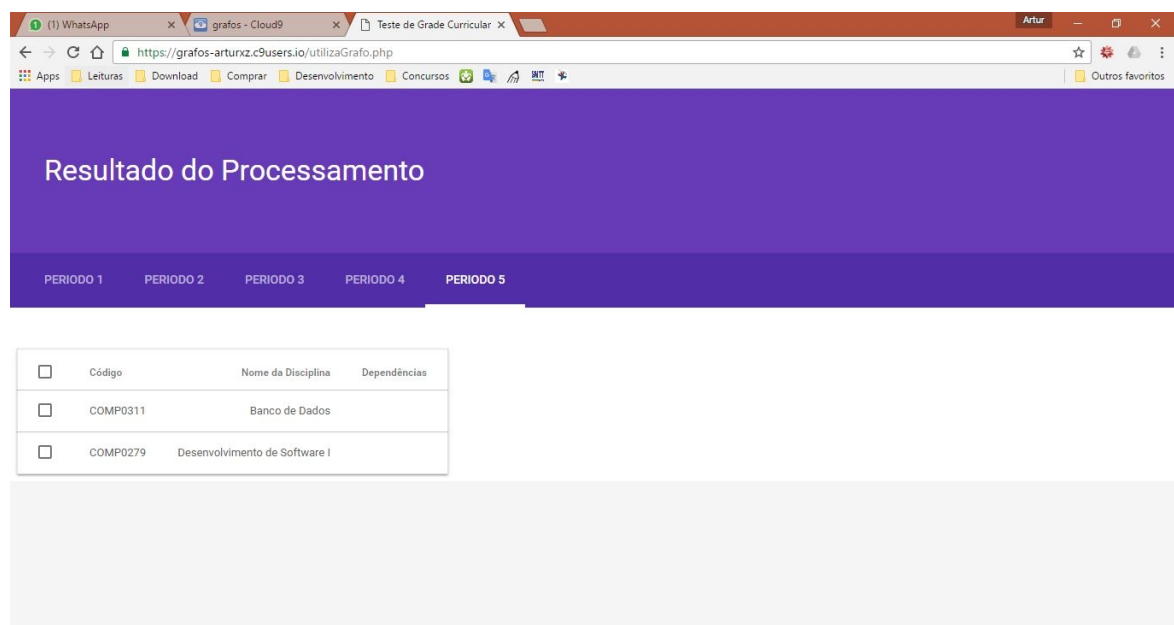 (1) WhatsApp
grafos - Cloud9
Teste de Grade Curricular
Artur
https://grafos-arturxz.c9users.io/utilizaGrafo.php
Apps Leituras Download Comprar Desenvolvimento Concursos
Outros favoritos
Resultado do Processamento
PERIODO 1 PERIODO 2 PERIODO 3 PERIODO 4 PERIODO 5
Código Nome da Disciplina Dependências
COMP0311 Banco de Dados
COMP0279 Desenvolvimento de Software I